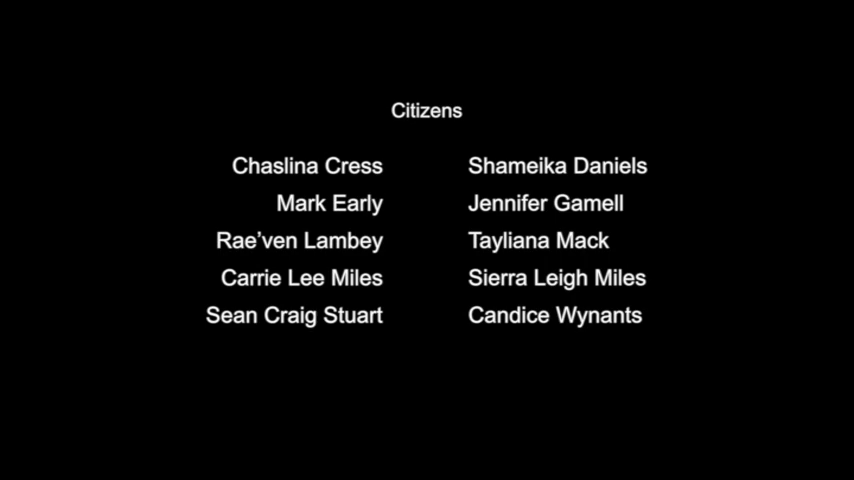 Citizens
Chaslina Cress Shameika Daniels
Mark Early Jennifer Gamell
Rae’ven Lambey Tayliana Mack
Carrie Lee Miles Sierra Leigh Miles
Sean Craig Stuart Candice Wynants